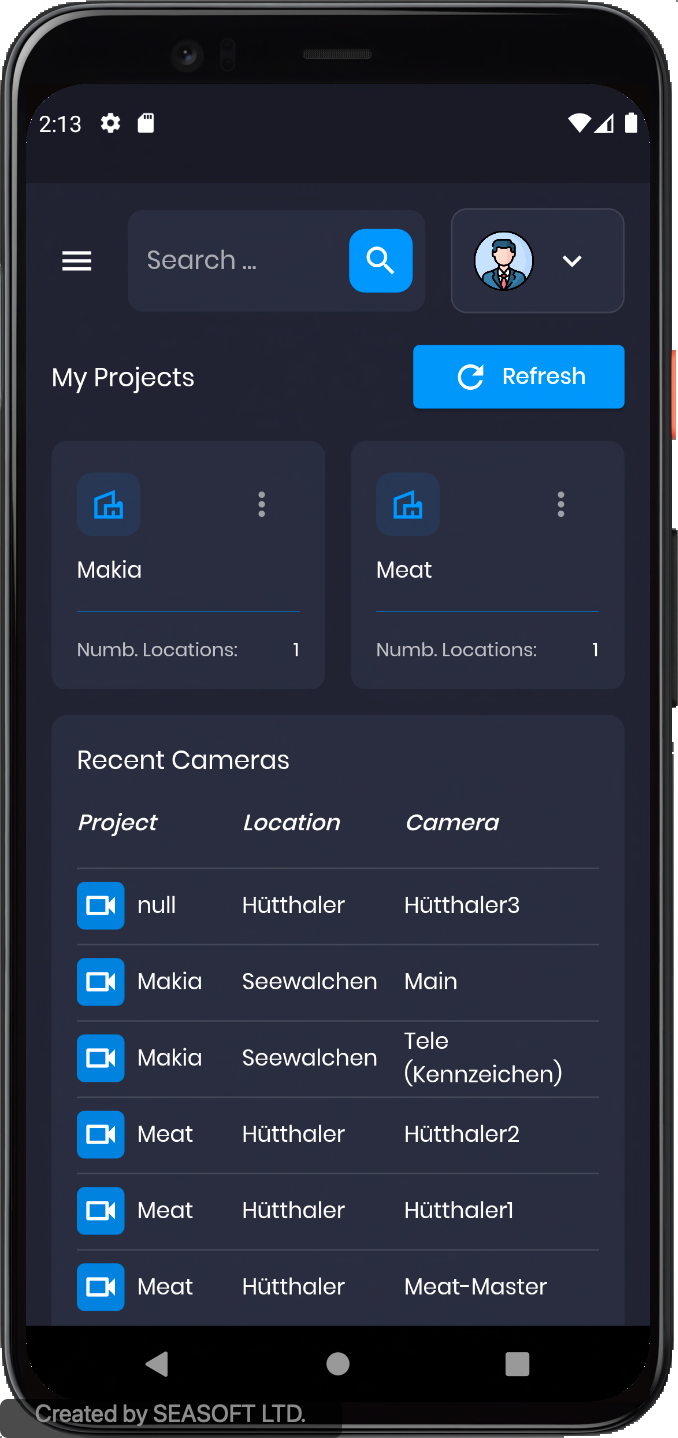 2:13
Search ...
My Projects
Refresh
Makia
Meat
Numb. Locations: 1
Numb. Locations: 1
Recent Cameras
Project Location Camera
null Hütthaler Hütthaler3
Makia Seewalchen Main
Makia Seewalchen Tele
(Kennzeichen)
Meat Hütthaler Hütthaler2
Meat Hütthaler Hütthaler1
Meat Hütthaler Meat-Master
Created by SEASOFT LTD.